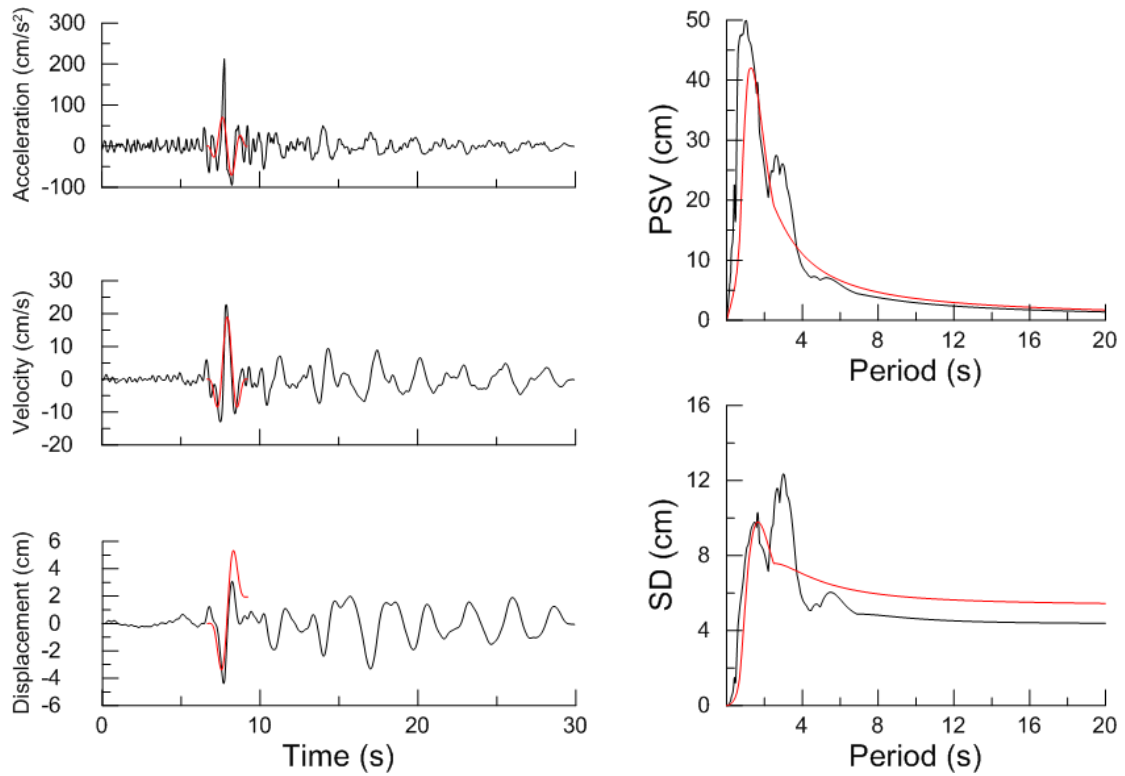 Acceleration (cm/s²)
300
200
100
0
-100
Velocity (cm/s)
30
20
10
0
-10
-20
Displacement (cm)
6
4
2
0
-2
-4
-6
0 10 20 30
Time (s)
PSV (cm)
50
40
30
20
10
0
4 8 12 16 20
Period (s)
SD (cm)
16
12
8
4
0
4 8 12 16 20
Period (s)